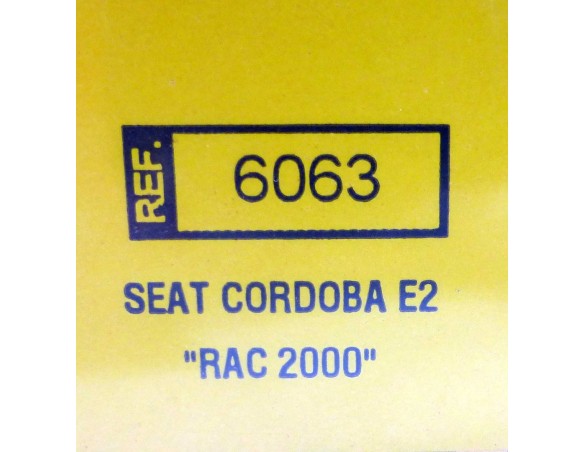 REF. 6063
SEAT CORDOBA E2
"RAC 2000"